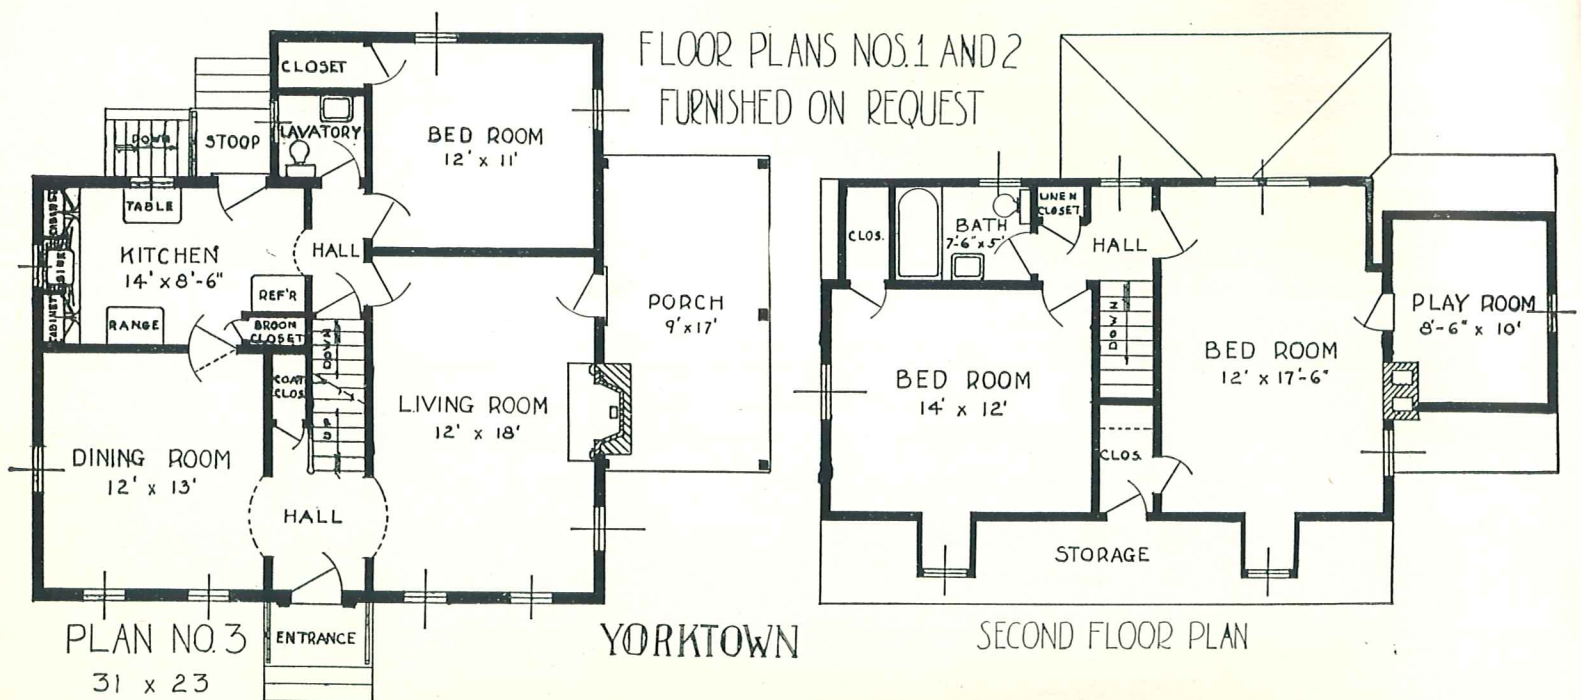 FLOOR PLANS NOS. 1 AND 2
FURNISHED ON REQUEST
CLOSET
LAVATORY
BED ROOM
12' x 11'
DOWN
STOOP
TABLE
CABINET
SINK
CABINET
KITCHEN
14' x 8'-6"
HALL
REF'R
RANGE
BROON
CLOSET
DOWN
UP
COAT
CLOS.
PORCH
9' x 17'
LIVING ROOM
12' x 18'
DINING ROOM
12' x 13'
HALL
ENTRANCE
PLAN NO. 3
31 x 23
YORKTOWN
CLOS.
BATH
7'-6" x 5'
LINEN
CLOSET
HALL
DOWN
BED ROOM
14' x 12'
BED ROOM
12' x 17'-6"
PLAY ROOM
8'-6" x 10'
CLOS.
STORAGE
SECOND FLOOR PLAN